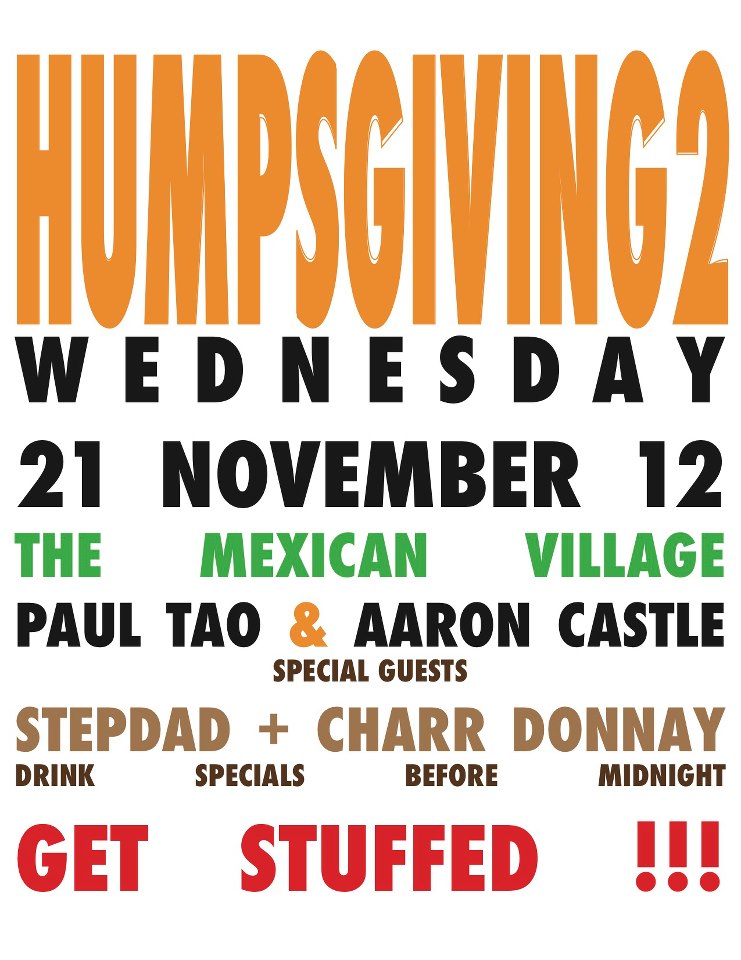 HUMPSGIVING2
WEDNESDAY
21 NOVEMBER 12
THE MEXICAN VILLAGE
PAUL TAO & AARON CASTLE
SPECIAL GUESTS
STEPDAD + CHARR DONNAY
DRINK SPECIALS BEFORE MIDNIGHT
GET STUFFED !!!